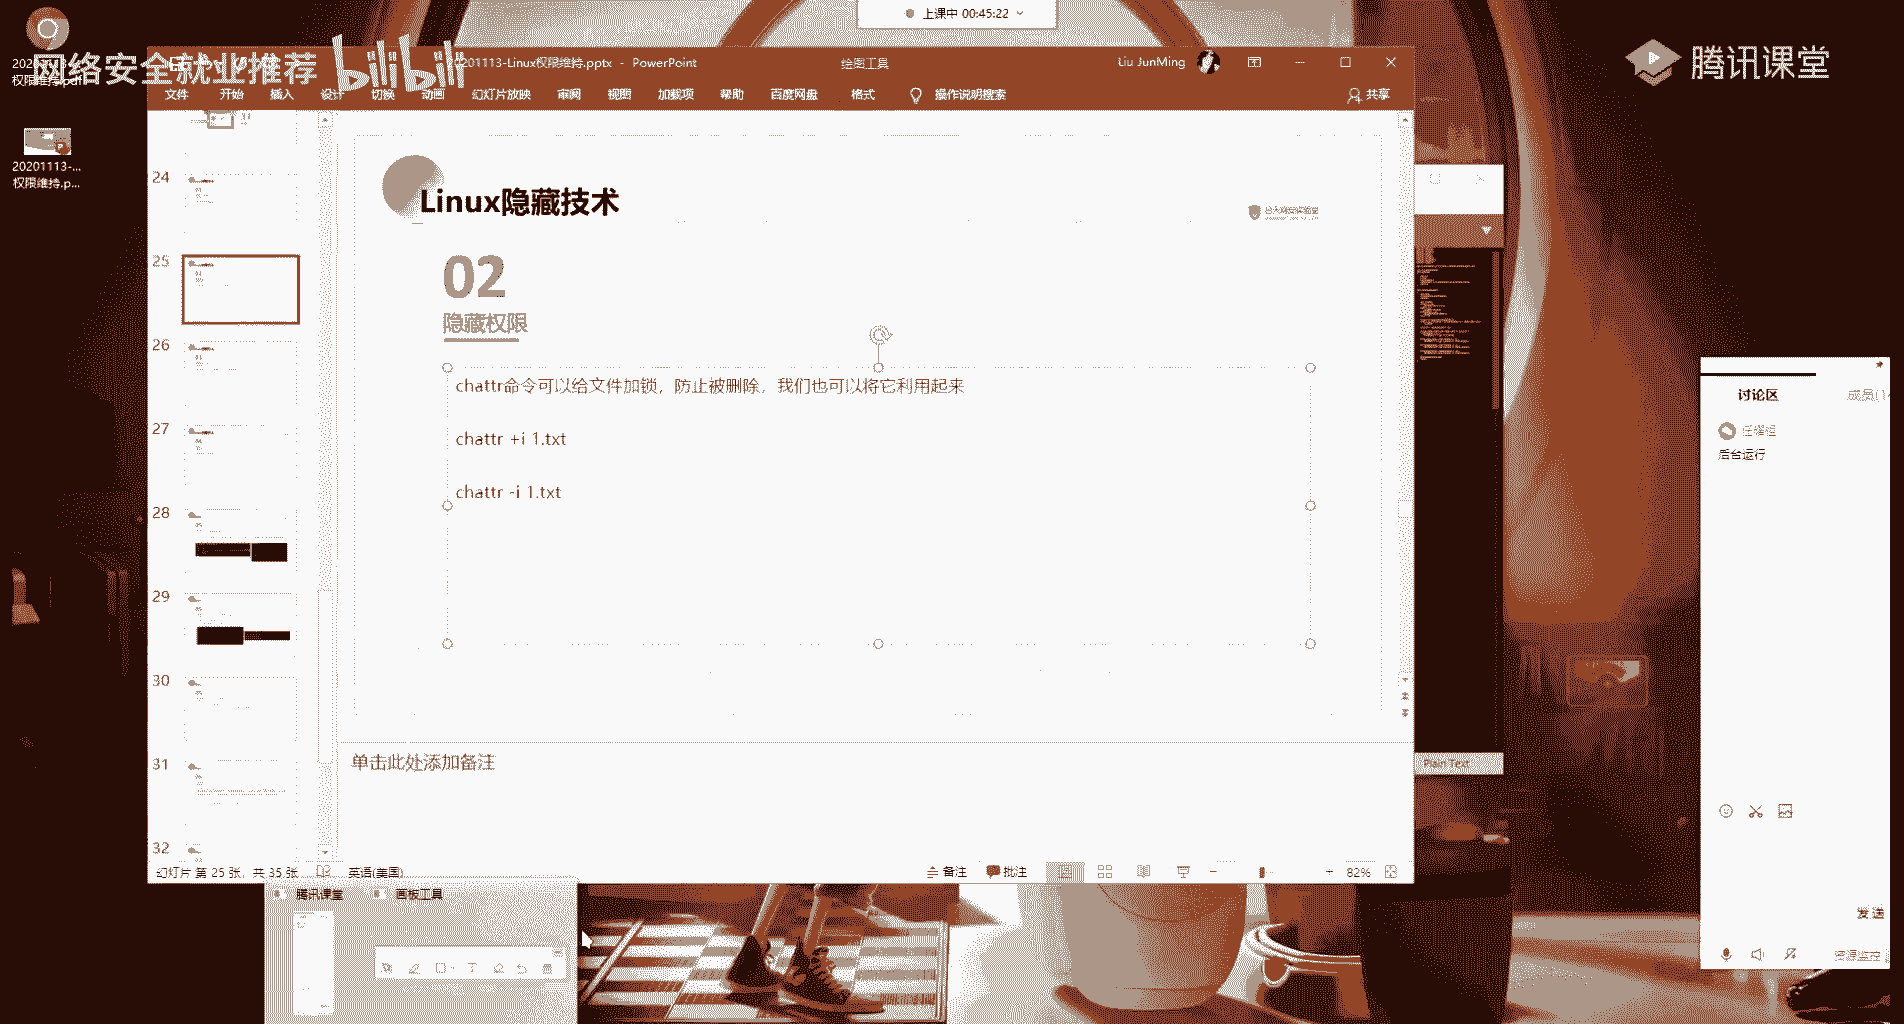 上课中 00:45:22
网络安全就业推荐
bilibili
腾讯课堂
20201113-Linux权限维持.pptx - PowerPoint
绘图工具
Liu JunMing
文件 开始 插入 设计 切换 动画 幻灯片放映 审阅 视图 加载项 帮助 百度网盘 格式 操作说明搜索 共享
20201113-...
权限维持.p...
24
25
26
27
28
29
30
31
32
Linux隐藏技术
02
隐藏权限
chattr命令可以给文件加锁，防止被删除，我们也可以将它利用起来
chattr +i 1.txt
chattr -i 1.txt
单击此处添加备注
幻灯片 第 25 张，共 35 张 英语(美国)
备注 批注 82%
腾讯课堂 画板工具
Plain Text
讨论区
后台运行
发送
资源监控